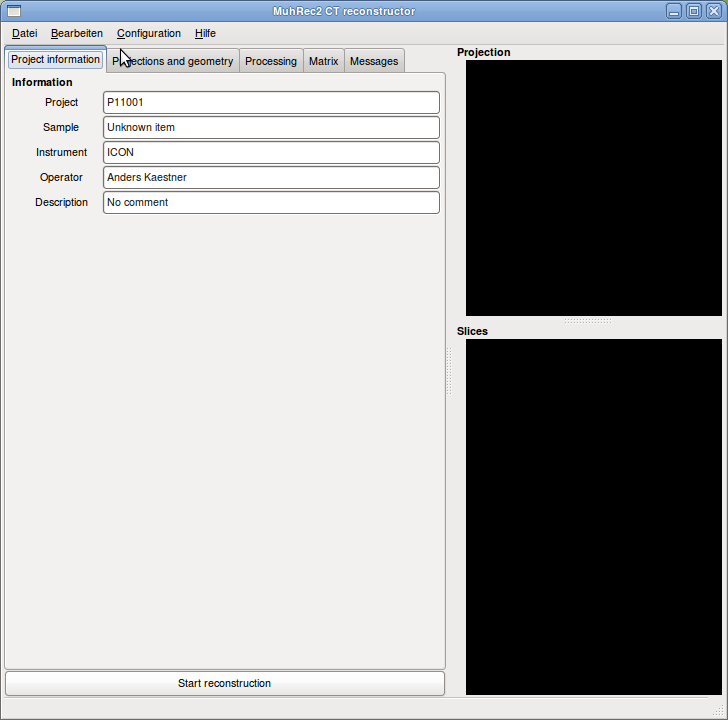 MuhRec2 CT reconstructor
Datei Bearbeiten Configuration Hilfe
Project information
and geometry
Processing
Matrix
Messages
Information
Project P11001
Sample Unknown item
Instrument ICON
Operator Anders Kaestner
Description No comment
Start reconstruction
Projection
Slices